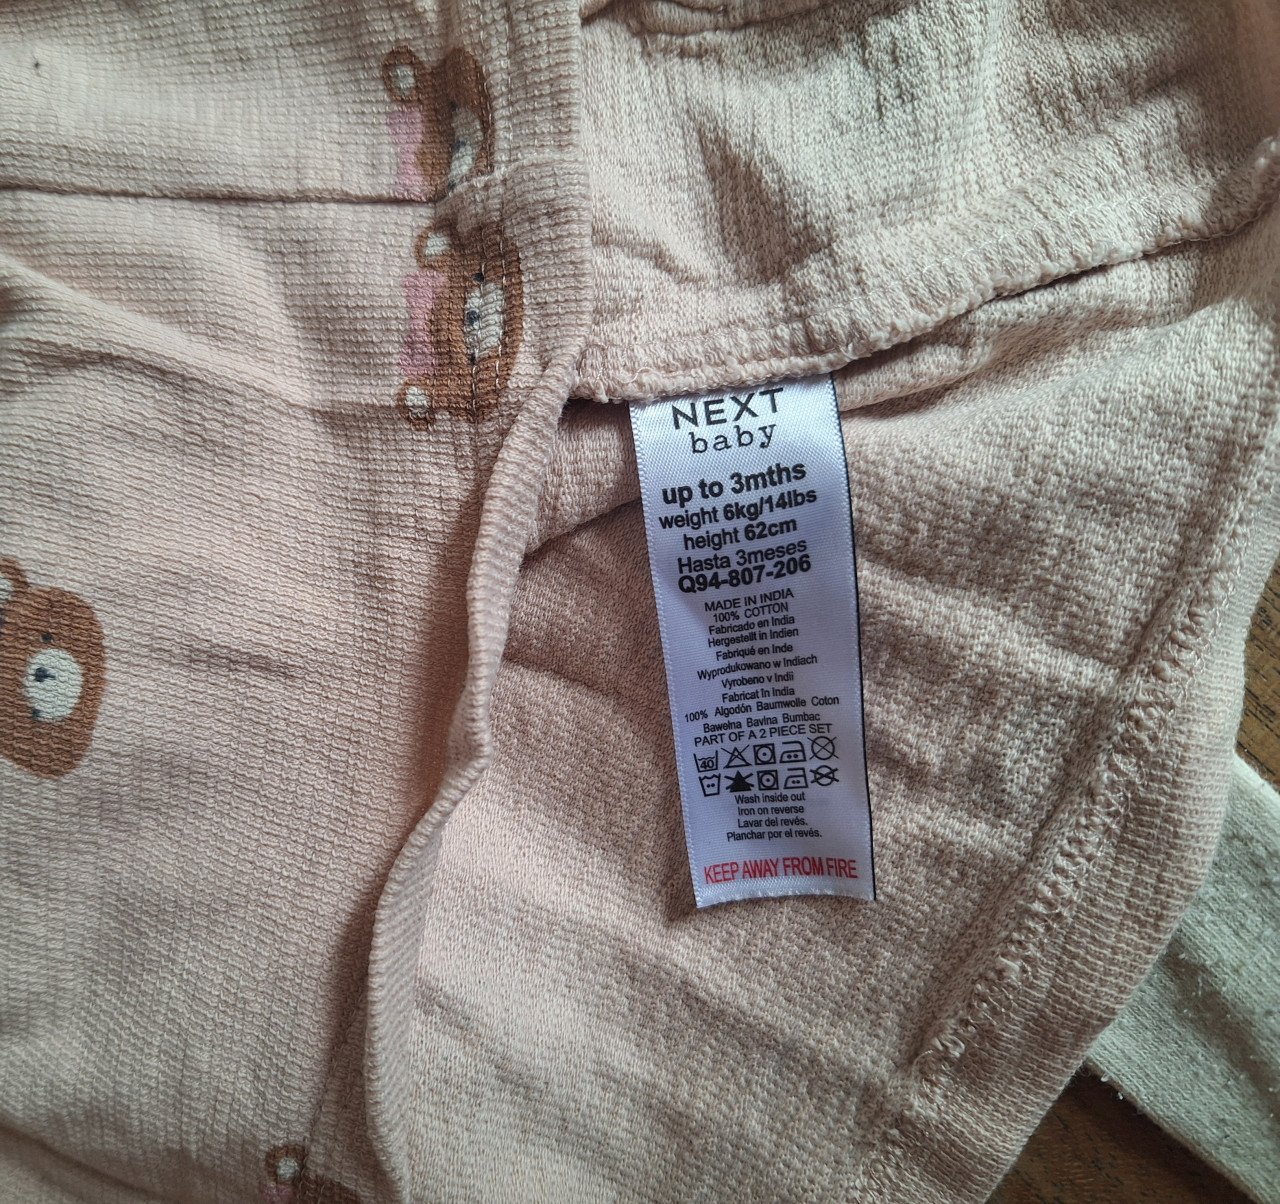 NEXT
baby
up to 3mths
weight 6kg/14lbs
height 62cm
Hasta 3meses
Q94-807-206
MADE IN INDIA
100% COTTON
Fabricado en India
Hergestellt in Indien
Fabriqué en Inde
Wyprodukowano w Indiach
Vyrobeno v Indii
Fabricat în India
100% Algodón Baumwolle Coton
Bawełna Bavlna Bumbac
PART OF A 2 PIECE SET
40
Wash inside out
Iron on reverse
Lavar del revés.
Planchar por el revés.
KEEP AWAY FROM FIRE